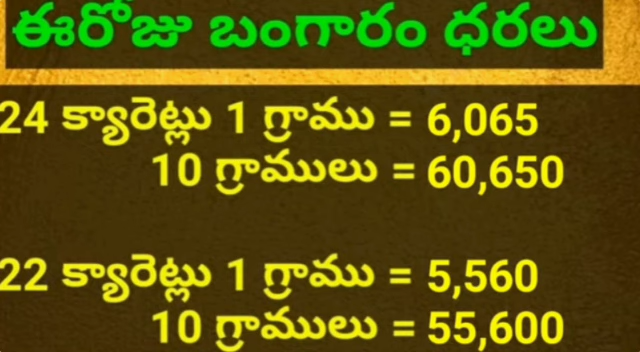 ఈరోజు బంగారం ధరలు
24 క్యారెట్లు 1 గ్రాము = 6,065
10 గ్రాములు = 60,650
22 క్యారెట్లు 1 గ్రాము = 5,560
10 గ్రాములు = 55,600